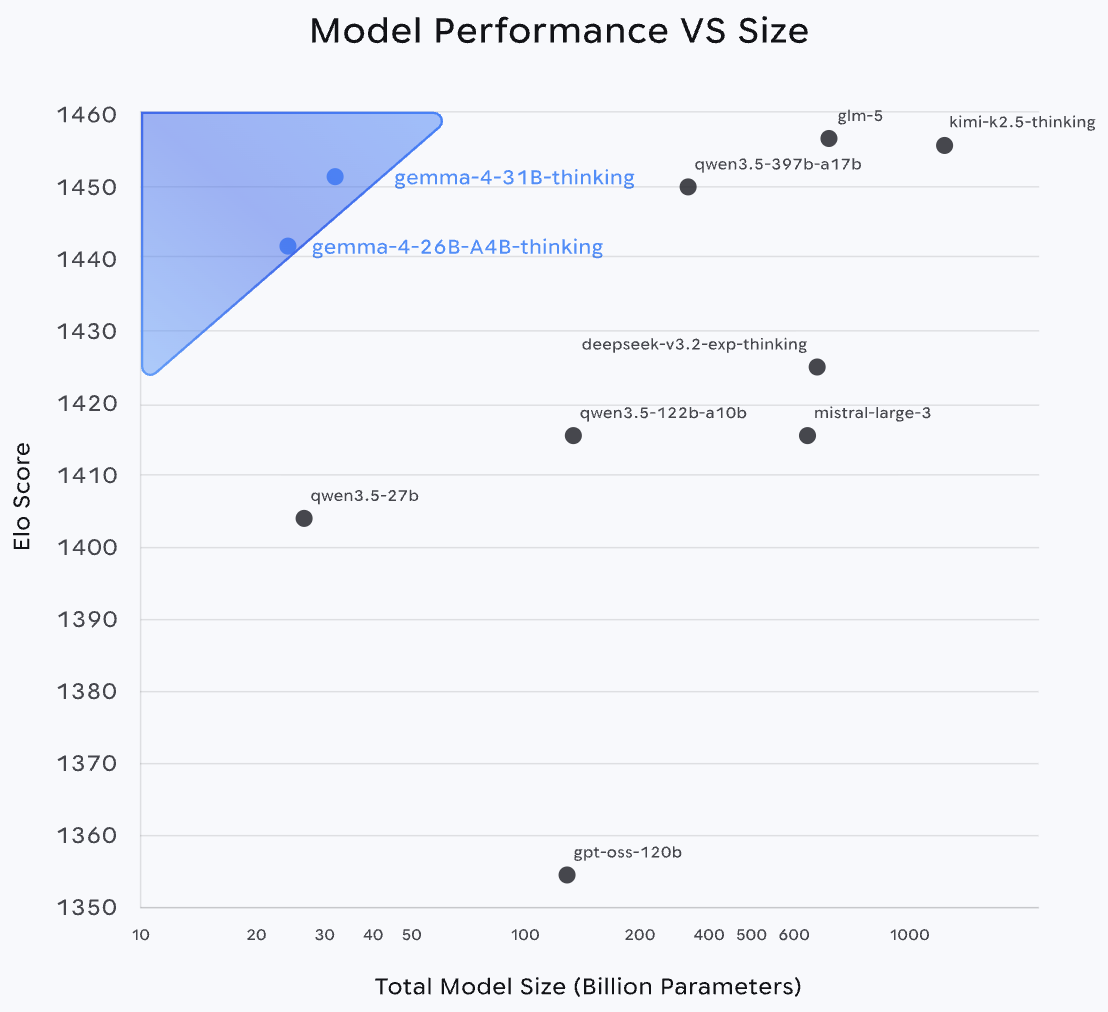 Model Performance VS Size
1460
glm-5
kimi-k2.5-thinking
qwen3.5-397b-a17b
gemma-4-31B-thinking
1450
gemma-4-26B-A4B-thinking
1440
1430
deepseek-v3.2-exp-thinking
1420
qwen3.5-122b-a10b
mistral-large-3
1410
qwen3.5-27b
Elo Score
1400
1390
1380
1370
1360
gpt-oss-120b
1350
10 20 30 40 50 100 200 400 500 600 1000
Total Model Size (Billion Parameters)